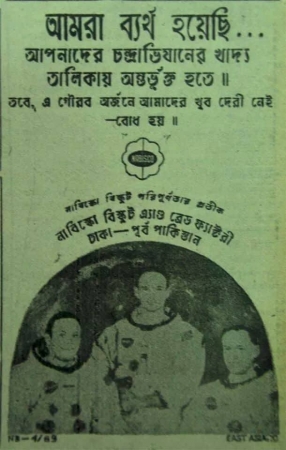 আমরা ব্যর্থ হয়েছি...
আপনাদের চন্দ্রাভিযানের খাদ্য
তালিকায় অন্তর্ভূক্ত হতে॥
তবে, এ গৌরব অর্জনে আমাদের খুব দেরী নেই
—বোধ হয়॥
NABISCO
নাবিস্কো বিস্কুট পরিপূর্ণতার প্রতীক
নাবিস্কো বিস্কুট এ্যাণ্ড ব্রেড ফ্যাক্টরী
ঢাকা—পূর্ব পাকিস্তান
EAST ASIATIC